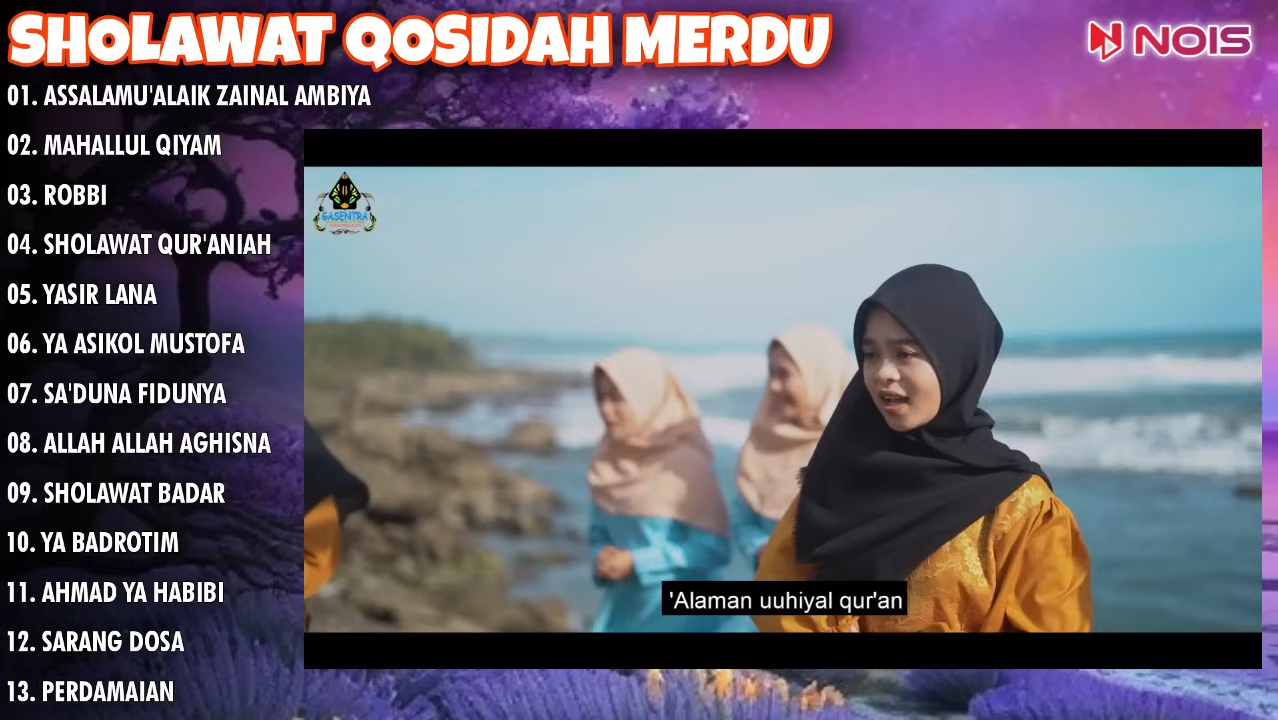 SHOLAWAT QOSIDAH MERDU
NOIS
01. ASSALAMU'ALAIK ZAINAL AMBIYA
02. MAHALLUL QIYAM
03. ROBBI
04. SHOLAWAT QUR'ANIAH
05. YASIR LANA
06. YA ASIKOL MUSTOFA
07. SA'DUNA FIDUNYA
08. ALLAH ALLAH AGHISNA
09. SHOLAWAT BADAR
10. YA BADROTIM
11. AHMAD YA HABIBI
12. SARANG DOSA
13. PERDAMAIAN
GASENTRA
'Alaman uuhiyal qur'an